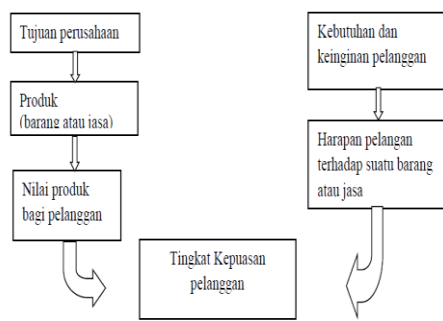 Tujuan perusahaan
Produk
(barang atau jasa)
Nilai produk
bagi pelanggan
Kebutuhan dan
keinginan pelanggan
Harapan pelangan
terhadap suatu barang
atau jasa
Tingkat Kepuasan
pelanggan